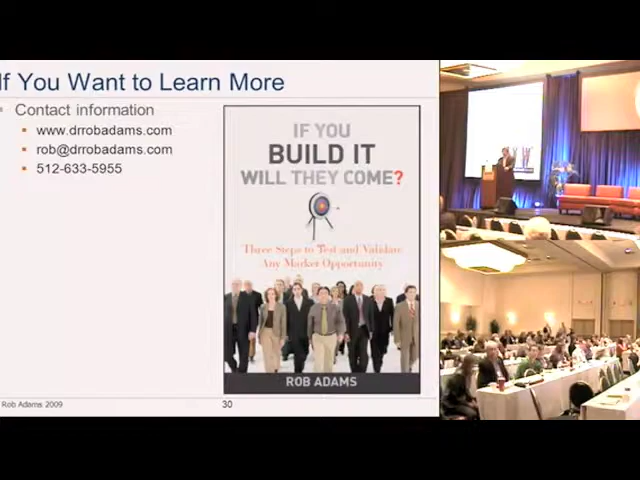 If You Want to Learn More
Contact information
www.drrobadams.com
rob@drrobadams.com
512-633-5955
IF YOU
BUILD IT
WILL THEY COME?
Three Steps to Test and Validate
Any Market Opportunity
ROB ADAMS
Rob Adams 2009
30